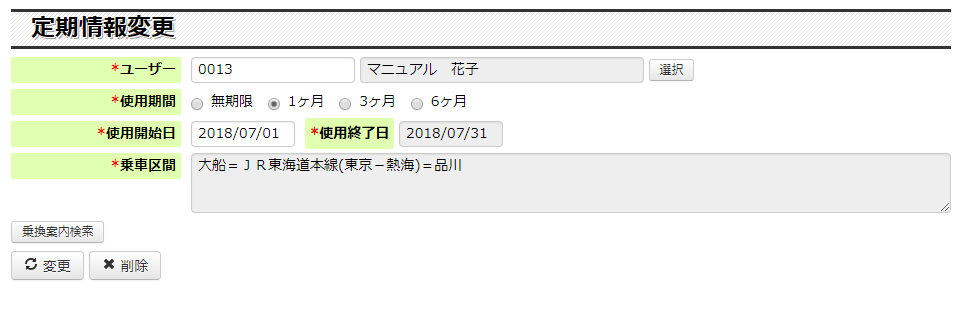 定期情報変更
*ユーザー 0013 マニュアル　花子 選択
*使用期間 無期限 1ヶ月 3ヶ月 6ヶ月
*使用開始日 2018/07/01 *使用終了日 2018/07/31
*乗車区間 大船＝ＪＲ東海道本線(東京－熱海)＝品川
乗換案内検索
変更 削除